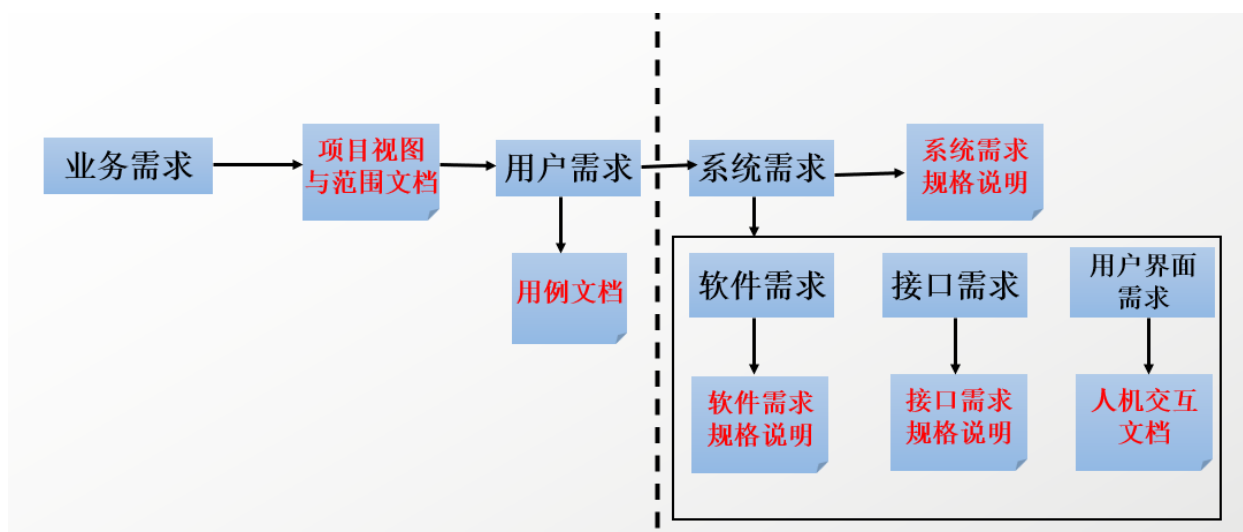 业务需求
项目视图
与范围文档
用户需求
系统需求
系统需求
规格说明
用例文档
软件需求
接口需求
用户界面
需求
软件需求
规格说明
接口需求
规格说明
人机交互
文档